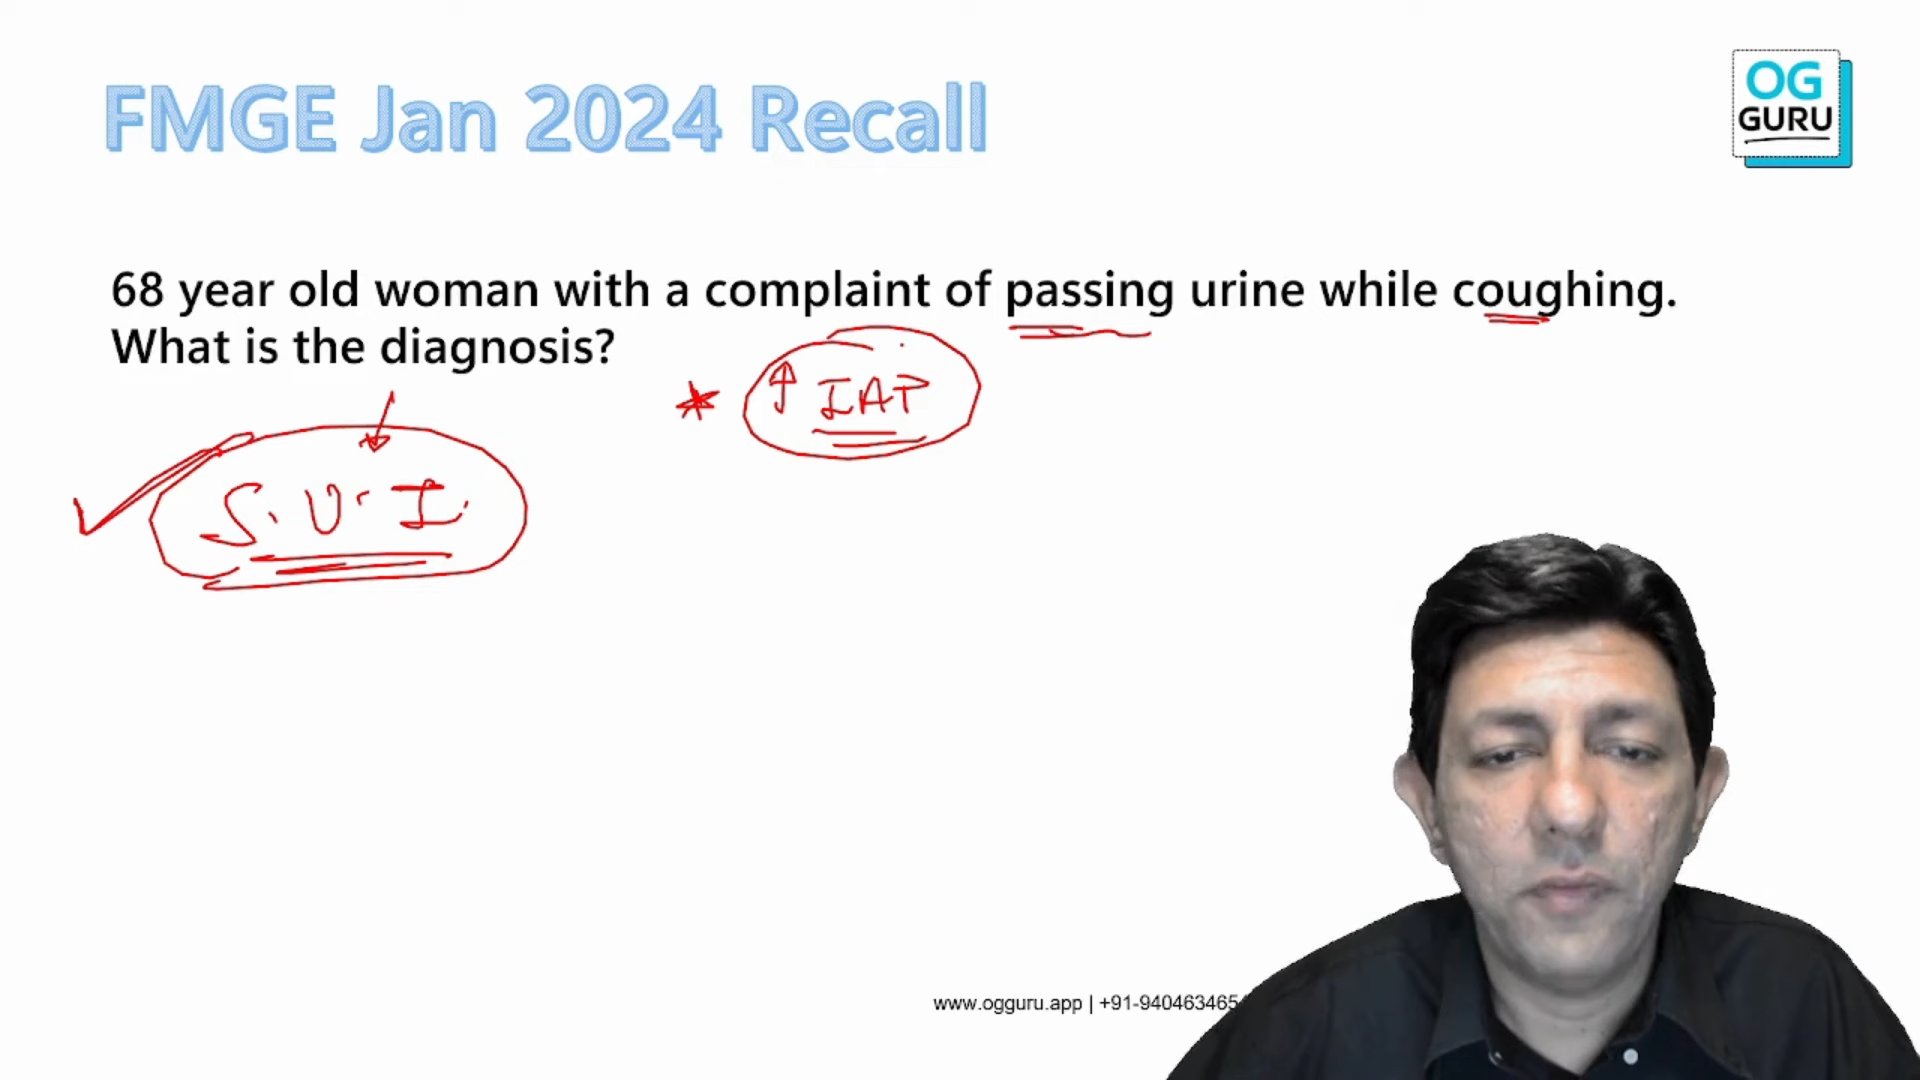 FMGE Jan 2024 Recall
OG
GURU
68 year old woman with a complaint of passing urine while coughing.
What is the diagnosis?
↑ IAP
S.U.I.
www.ogguru.app | +91-940463465